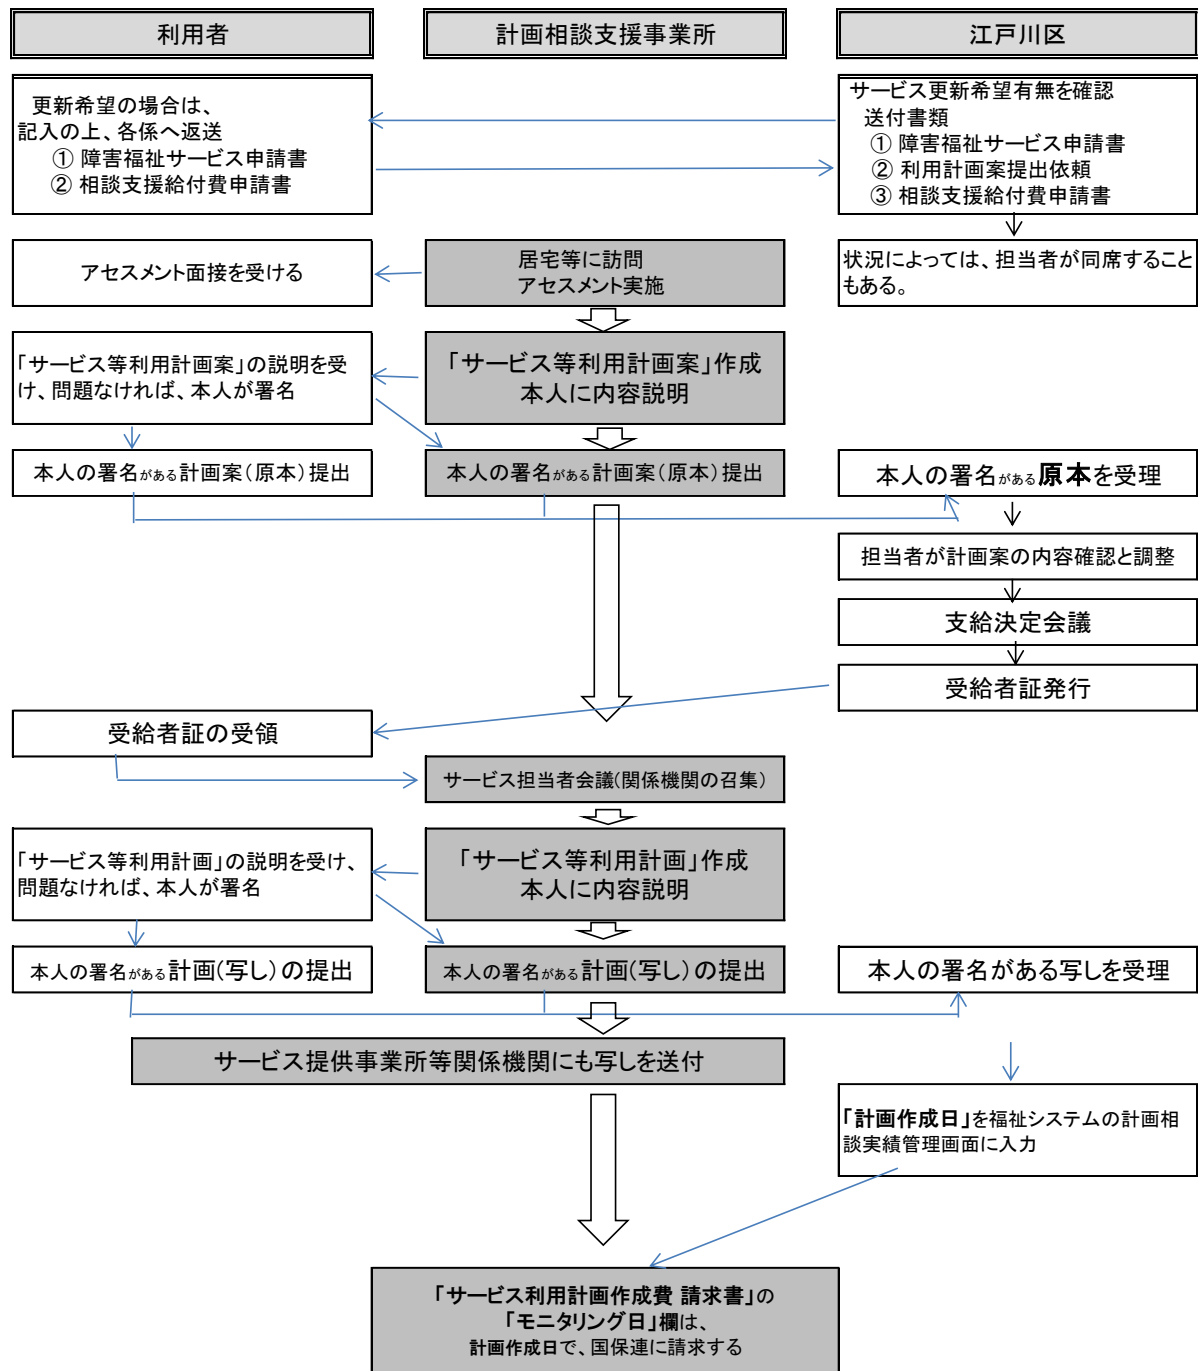 利用者
計画相談支援事業所
江戸川区
更新希望の場合は、
記入の上、各係へ返送
① 障害福祉サービス申請書
② 相談支援給付費申請書
サービス更新希望有無を確認
送付書類
① 障害福祉サービス申請書
② 利用計画案提出依頼
③ 相談支援給付費申請書
アセスメント面接を受ける
居宅等に訪問
アセスメント実施
状況によっては、担当者が同席すること
もある。
「サービス等利用計画案」の説明を受
け、問題なければ、本人が署名
「サービス等利用計画案」作成
本人に内容説明
本人の署名がある計画案(原本)提出
本人の署名がある計画案(原本)提出
本人の署名がある原本を受理
担当者が計画案の内容確認と調整
支給決定会議
受給者証発行
受給者証の受領
サービス担当者会議(関係機関の召集)
「サービス等利用計画」の説明を受け、
問題なければ、本人が署名
「サービス等利用計画」作成
本人に内容説明
本人の署名がある計画(写し)の提出
本人の署名がある計画(写し)の提出
本人の署名がある写しを受理
サービス提供事業所等関係機関にも写しを送付
「計画作成日」を福祉システムの計画相
談実績管理画面に入力
「サービス利用計画作成費 請求書」の
「モニタリング日」欄は、
計画作成日で、国保連に請求する